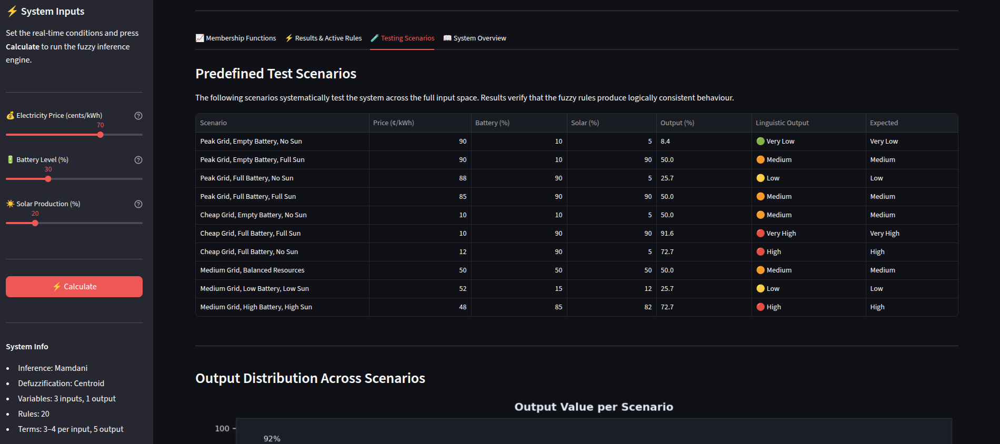 ⚡ System Inputs
Set the real-time conditions and press
Calculate to run the fuzzy inference
engine.
💰 Electricity Price (cents/kWh)
70
🔋 Battery Level (%)
30
☀️ Solar Production (%)
20
⚡ Calculate
System Info
• Inference: Mamdani
• Defuzzification: Centroid
• Variables: 3 inputs, 1 output
• Rules: 20
• Terms: 3–4 per input, 5 output
📈 Membership Functions ⚡ Results & Active Rules 🧪 Testing Scenarios 📖 System Overview
Predefined Test Scenarios
The following scenarios systematically test the system across the full input space. Results verify that the fuzzy rules produce logically consistent behaviour.
Scenario Price (¢/kWh) Battery (%) Solar (%) Output (%) Linguistic Output Expected
Peak Grid, Empty Battery, No Sun 90 10 5 8.4 🟢 Very Low Very Low
Peak Grid, Empty Battery, Full Sun 90 10 90 50.0 🟠 Medium Medium
Peak Grid, Full Battery, No Sun 88 90 5 25.7 🟡 Low Low
Peak Grid, Full Battery, Full Sun 85 90 90 50.0 🟠 Medium Medium
Cheap Grid, Empty Battery, No Sun 10 10 5 50.0 🟠 Medium Medium
Cheap Grid, Full Battery, Full Sun 10 90 90 91.6 🔴 Very High Very High
Cheap Grid, Full Battery, No Sun 12 90 5 72.7 🔴 High High
Medium Grid, Balanced Resources 50 50 50 50.0 🟠 Medium Medium
Medium Grid, Low Battery, Low Sun 52 15 12 25.7 🟡 Low Low
Medium Grid, High Battery, High Sun 48 85 82 72.7 🔴 High High
Output Distribution Across Scenarios
Output Value per Scenario
100
92%